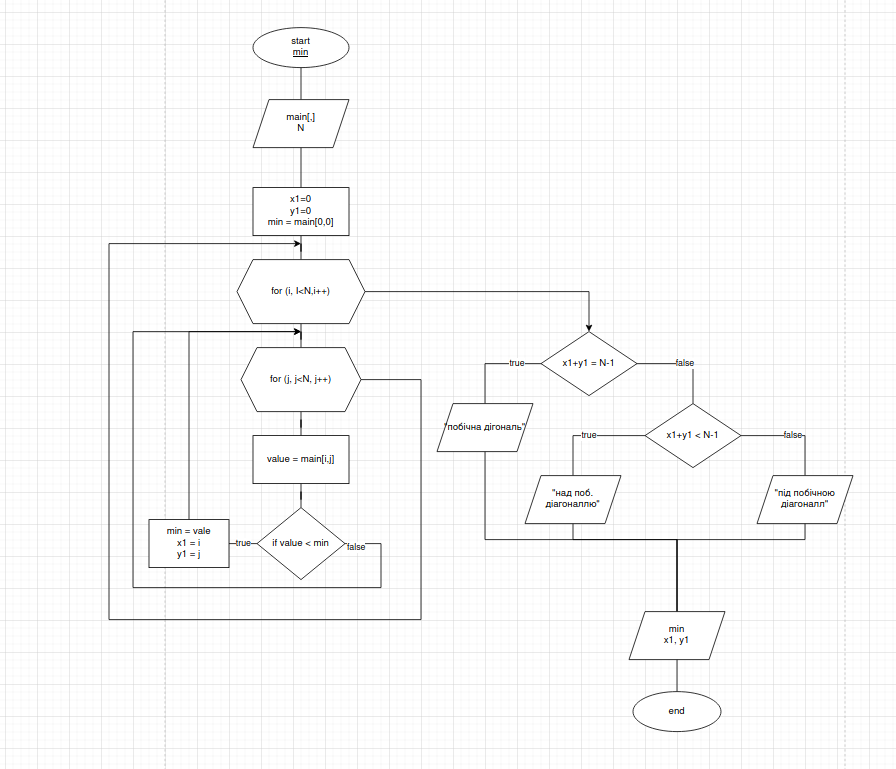 start
min
main[,]
N
x1=0
y1=0
min = main[0,0]
for (i, I<N,i++)
for (j, j<N, j++)
value = main[i,j]
if value < min
true
false
min = vale
x1 = i
y1 = j
x1+y1 = N-1
true
false
"побічна дігональ"
x1+y1 < N-1
true
false
"над поб.
діагоналлю"
"під побічною
діагоналл"
min
x1, y1
end